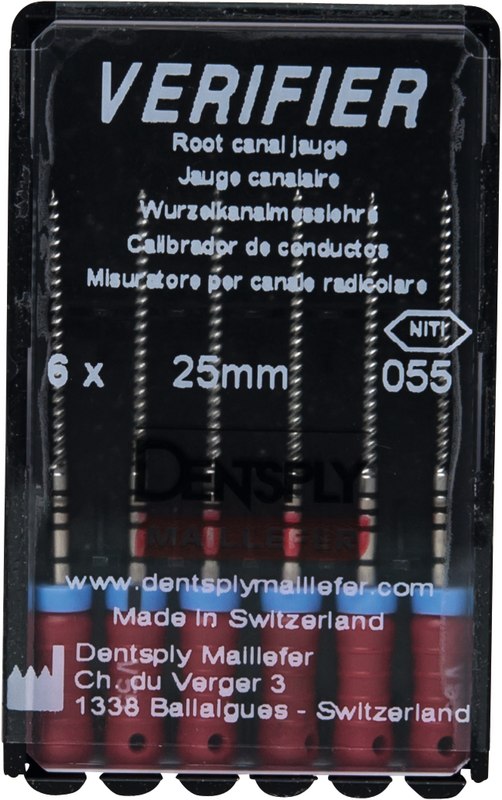 VERIFIER
Root canal jauge
Jauge canalaire
Wurzelkanalmesslehre
Calibrador de conductos
Misuratore per canale radicolare
NITI
6 x 25mm 055
DENTSPLY
MAILLEFER
www.dentsplymaillefer.com
Made in Switzerland
Dentsply Maillefer
Ch. du Verger 3
1338 Ballaigues - Switzerland